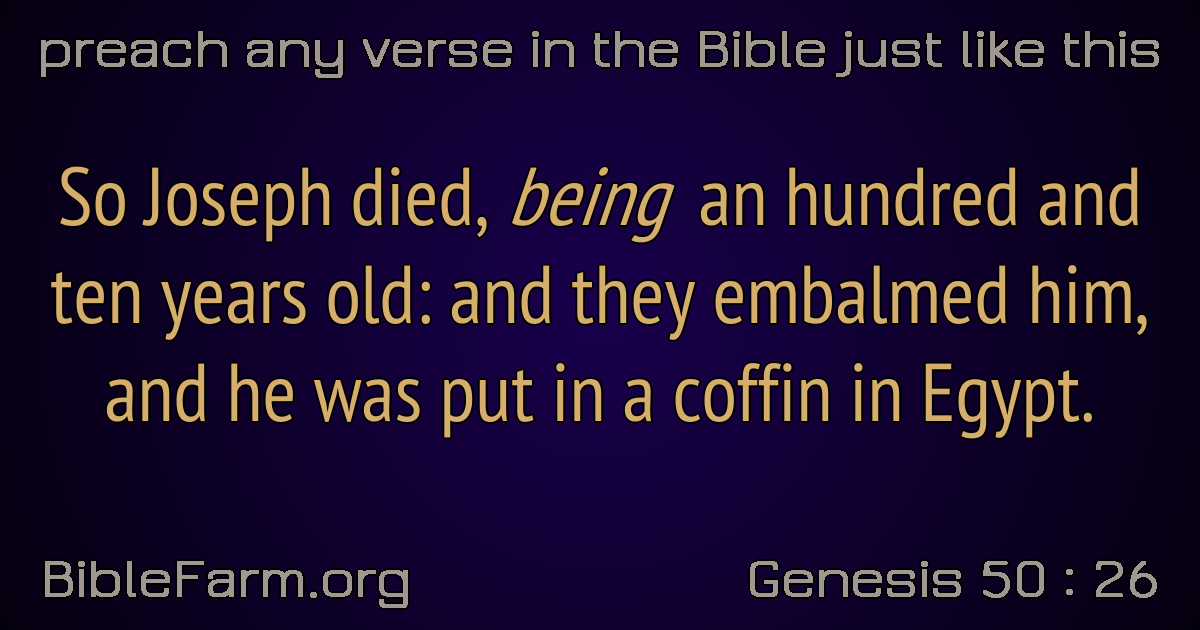 preach any verse in the Bible just like this
So Joseph died, being an hundred and
ten years old: and they embalmed him,
and he was put in a coffin in Egypt.
BibleFarm.org
Genesis 50 : 26